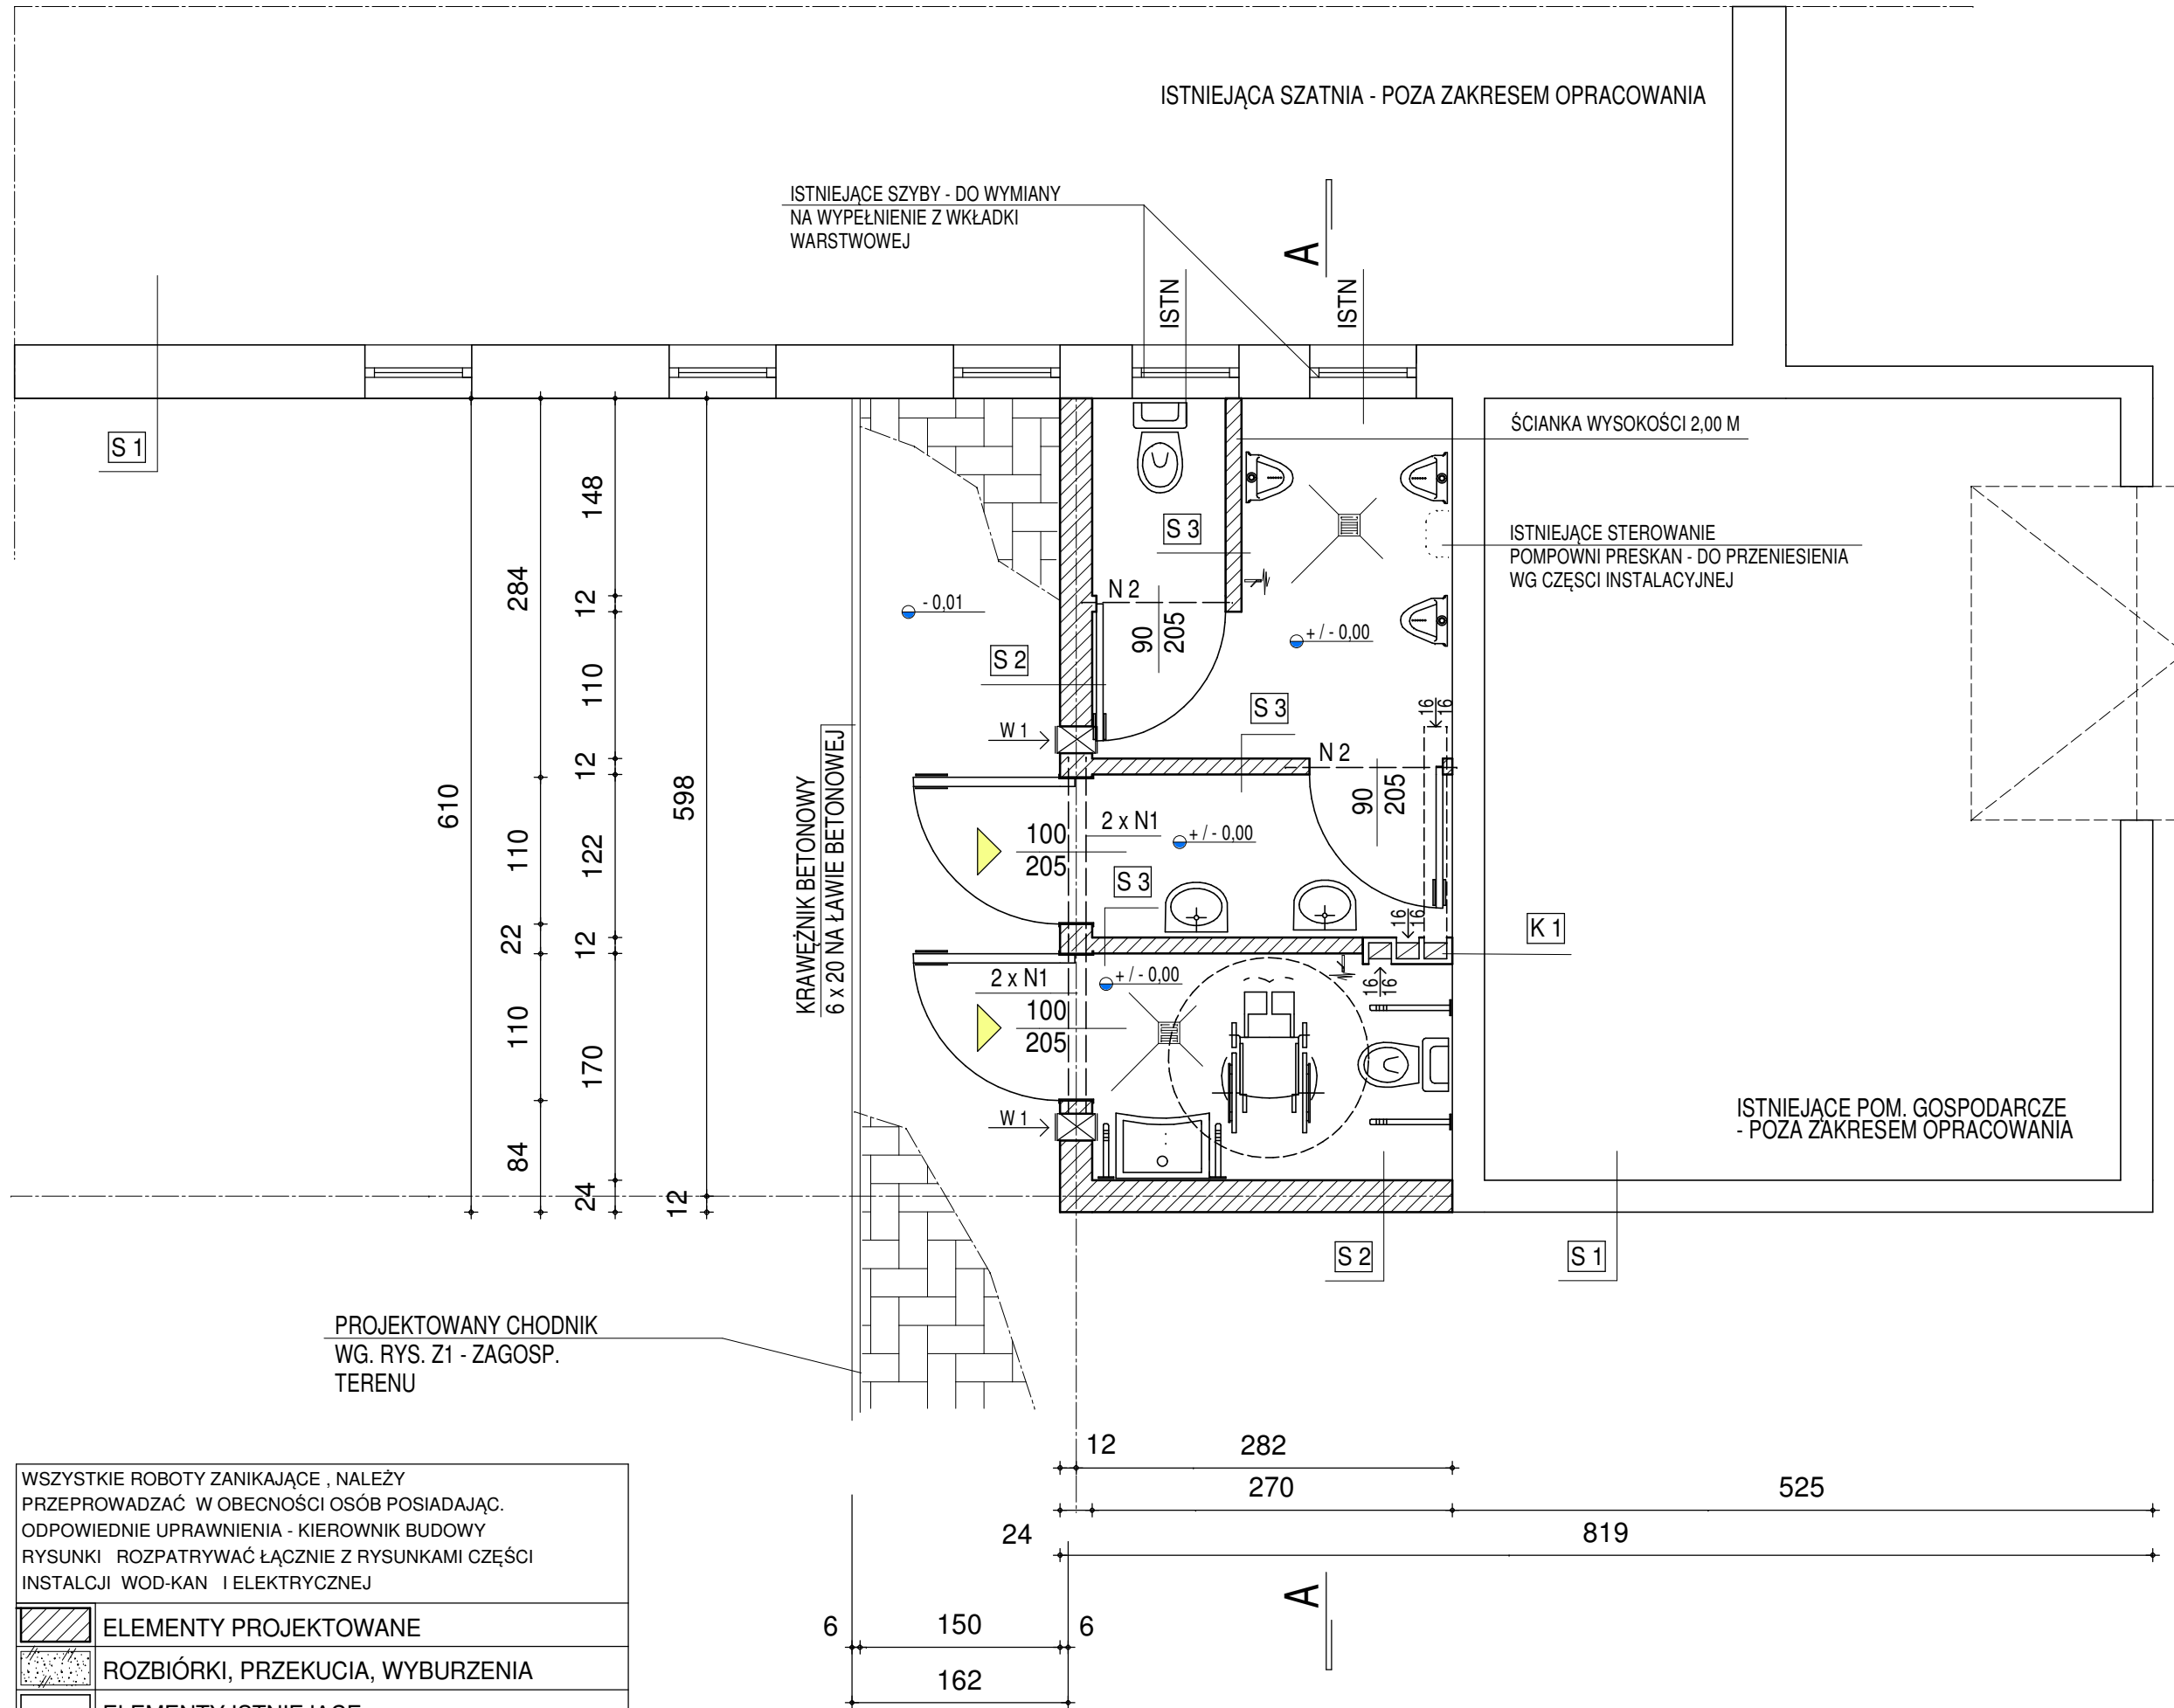 ISTNIEJĄCA SZATNIA - POZA ZAKRESEM OPRACOWANIA
ISTNIEJĄCE SZYBY - DO WYMIANY
NA WYPEŁNIENIE Z WKŁADKI
WARSTWOWEJ
A
ISTN
ISTN
S 1
ŚCIANKA WYSOKOŚCI 2,00 M
ISTNIEJĄCE STEROWANIE
POMPOWNI PRESKAN - DO PRZENIESIENIA
WG CZĘSCI INSTALACYJNEJ
148
284
12
110
12
610
598
110
122
22
12
110
170
84
24
12
- 0,01
S 2
S 3
N 2
90
205
+ / - 0,00
S 3
W 1
N 2
16
16
90
205
KRAWĘŻNIK BETONOWY
6 x 20 NA ŁAWIE BETONOWEJ
100
205
2 x N1
+ / - 0,00
S 3
16
16
K 1
2 x N1
+ / - 0,00
100
205
16
16
W 1
ISTNIEJĄCE POM. GOSPODARCZE
- POZA ZAKRESEM OPRACOWANIA
S 2
S 1
PROJEKTOWANY CHODNIK
WG. RYS. Z1 - ZAGOSP.
TERENU
12
282
270
525
24
819
A
6
150
6
162
WSZYSTKIE ROBOTY ZANIKAJĄCE , NALEŻY
PRZEPROWADZAĆ W OBECNOŚCI OSÓB POSIADAJĄC.
ODPOWIEDNIE UPRAWNIENIA - KIEROWNIK BUDOWY
RYSUNKI ROZPATRYWAĆ ŁĄCZNIE Z RYSUNKAMI CZĘŚCI
INSTALCJI WOD-KAN I ELEKTRYCZNEJ
ELEMENTY PROJEKTOWANE
ROZBIÓRKI, PRZEKUCIA, WYBURZENIA
ELEMENTY ISTNIEJĄCE